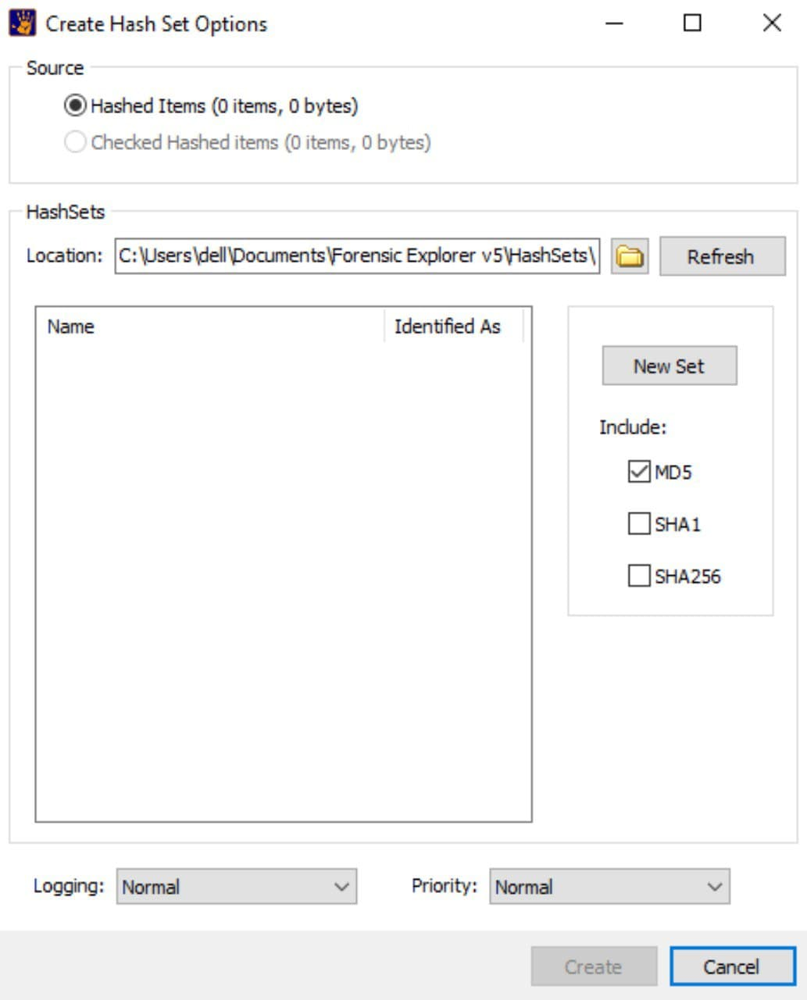 Create Hash Set Options
Source
Hashed Items (0 items, 0 bytes)
Checked Hashed items (0 items, 0 bytes)
HashSets
Location: C:\Users\dell\Documents\Forensic Explorer v5\HashSets\ Refresh
Name Identified As
New Set
Include:
MD5
SHA1
SHA256
Logging: Normal Priority: Normal
Create Cancel